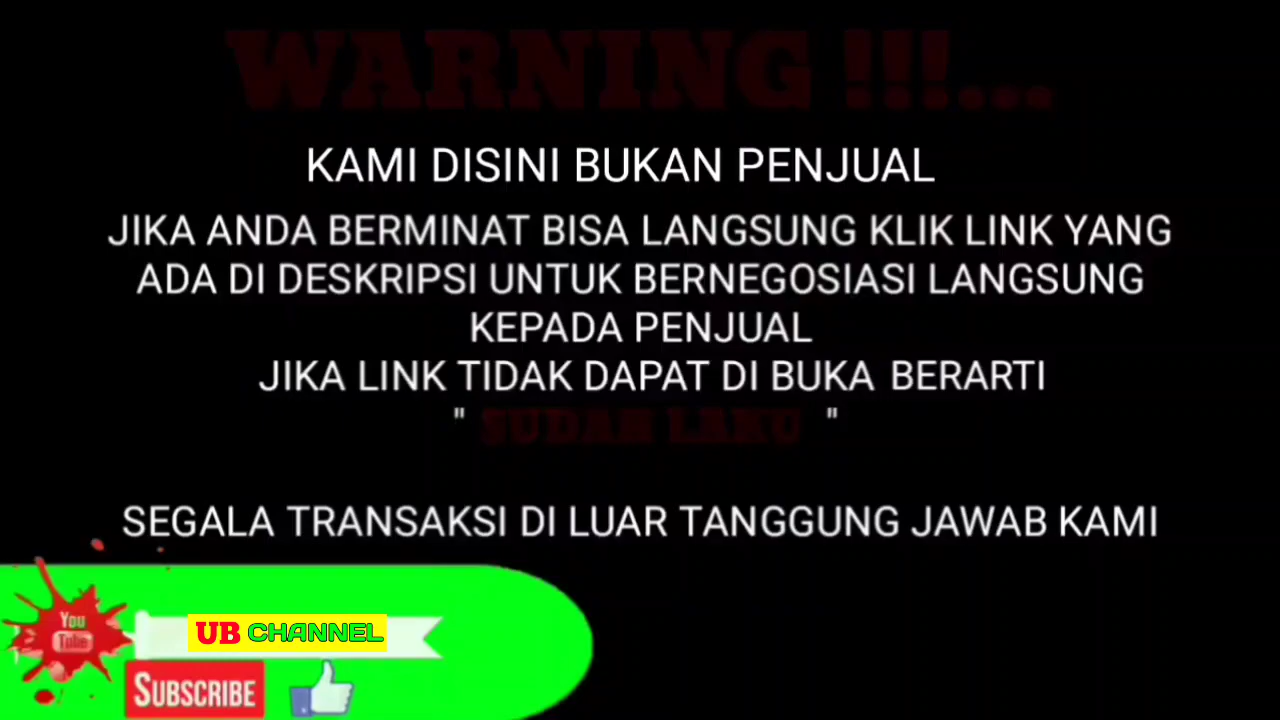 WARNING !!!...
KAMI DISINI BUKAN PENJUAL
JIKA ANDA BERMINAT BISA LANGSUNG KLIK LINK YANG
ADA DI DESKRIPSI UNTUK BERNEGOSIASI LANGSUNG
KEPADA PENJUAL
JIKA LINK TIDAK DAPAT DI BUKA BERARTI
" SUDAH LAKU "
SEGALA TRANSAKSI DI LUAR TANGGUNG JAWAB KAMI
You
Tube
UB CHANNEL
SUBSCRIBE